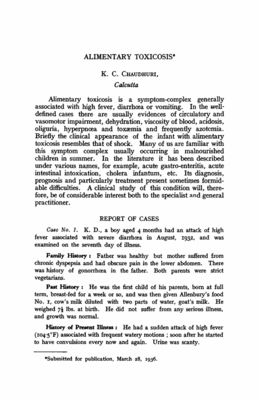 ALIMENTARY TOXICOSIS*
K. C. CHAUDHURI,
Calcutta
Alimentary toxicosis is a symptom-complex generally
associated with high fever, diarrhœa or vomiting. In the well-
defined cases there are usually evidences of circulatory and
vasomotor impairment, dehydration, viscosity of blood, acidosis,
oliguria, hyperpnœa and toxæmia and frequently azotemia.
Briefly the clinical appearance of the infant with alimentary
toxicosis resembles that of shock. Many of us are familiar with
this symptom complex usually occurring in malnourished
children in summer. In the literature it has been described
under various names, for example, acute gastro-enteritis, acute
intestinal intoxication, cholera infantum, etc. Its diagnosis,
prognosis and particularly treatment present sometimes formid-
able difficulties. A clinical study of this condition will, there-
fore, be of considerable interest both to the specialist and general
practitioner.
REPORT OF CASES
Case No. 1. K. D., a boy aged 4 months had an attack of high
fever associated with severe diarrhœa in August, 1932, and was
examined on the seventh day of illness.
Family History : Father was healthy but mother suffered from
chronic dyspepsia and had obscure pain in the lower abdomen. There
was history of gonorrhœa in the father. Both parents were strict
vegetarians.
Past History : He was the first child of his parents, born at full
term, breast-fed for a week or so, and was then given Allenbury's food
No. 1, cow's milk diluted with two parts of water, goat's milk. He
weighed 7½ lbs. at birth. He did not suffer from any serious illness,
and growth was normal.
History of Present Illness : He had a sudden attack of high fever
(104·5°F) associated with frequent watery motions ; soon after he started
to have convulsions every now and again. Urine was scanty.
*Submitted for publication, March 28, 1936.